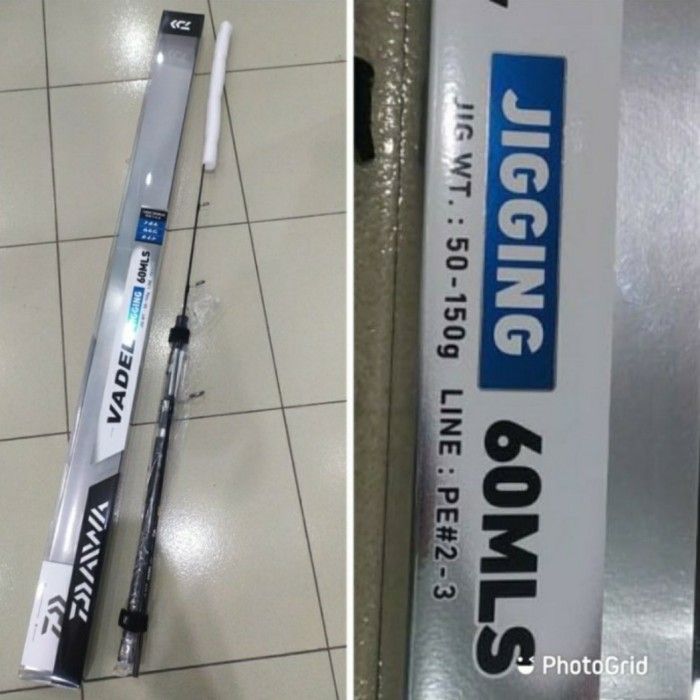 VADEL JIGGING 60MLS
DAIWA
JIGGING 60MLS
JIG WT. : 50-150g LINE : PE#2-3
PhotoGrid